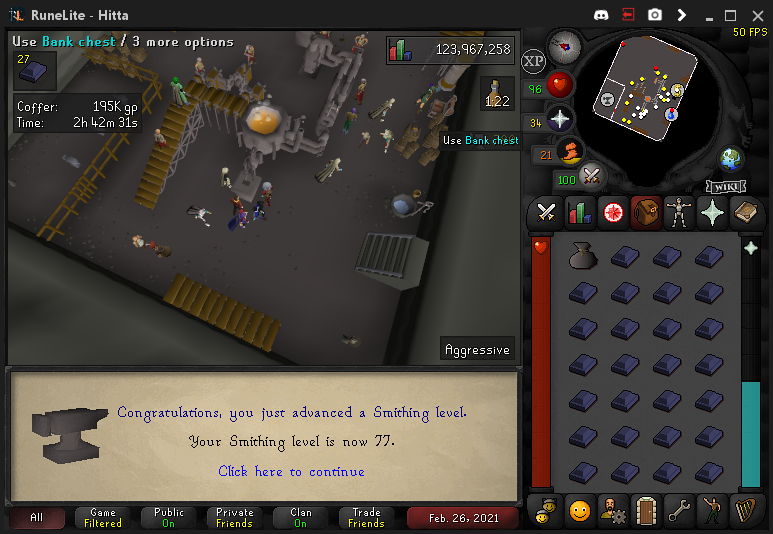 RuneLite - Hitta
50 FPS
Use Bank chest / 3 more options
123,967,258
27
Coffer: 195K gp
Time: 2h 42m 31s
1:22
Use Bank chest
XP
96
34
21
100
WIKI
Aggressive
Congratulations, you just advanced a Smithing level.
Your Smithing level is now 77.
Click here to continue
All
Game
Filtered
Public
On
Private
Friends
Clan
On
Trade
Friends
Feb. 26, 2021